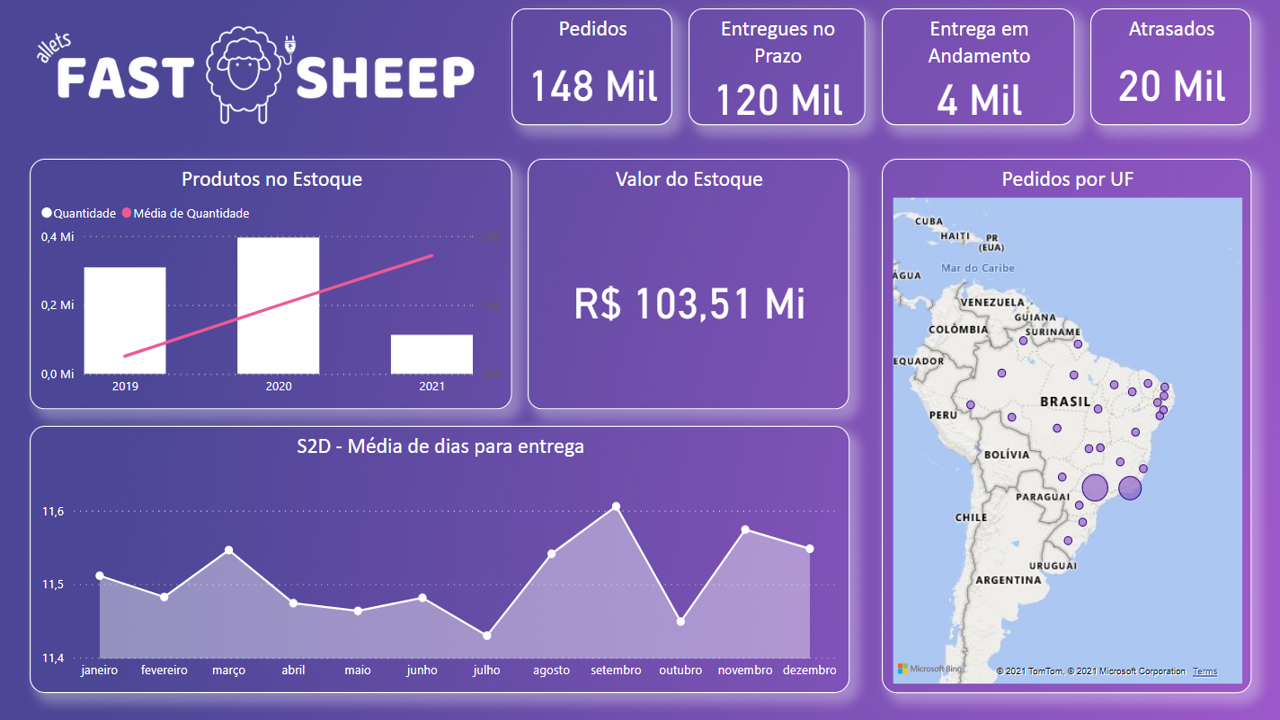 allets
FAST SHEEP
Pedidos
148 Mil
Entregues no
Prazo
120 Mil
Entrega em
Andamento
4 Mil
Atrasados
20 Mil
Produtos no Estoque
Quantidade Média de Quantidade
0,4 Mi
0,2 Mi
0,0 Mi
2019 2020 2021
Valor do Estoque
R$ 103,51 Mi
S2D - Média de dias para entrega
11,6
11,5
11,4
janeiro fevereiro março abril maio junho julho agosto setembro outubro novembro dezembro
Pedidos por UF
CUBA
HAITI
PR
(EUA)
Mar do Caribe
ÁGUA
VENEZUELA
GUIANA
COLÔMBIA
SURINAME
EQUADOR
BRASIL
PERU
BOLÍVIA
PARAGUAI
CHILE
URUGUAI
ARGENTINA
Microsoft Bing
© 2021 TomTom, © 2021 Microsoft Corporation Terms